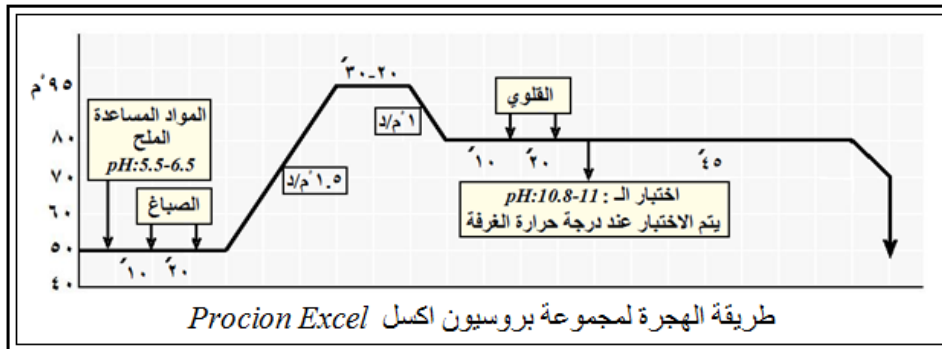 ٢٠-٣٠´
٩٥°م
٨٠
٧٠
٦٠
٥٠
٤٠
المواد المساعدة
الملح
pH:5.5-6.5
الصباغ
١٠´
٢٠´
١.٥°م/د
١°م/د
القلوي
١٠´
٢٠´
٤٥´
اختبار الـ : pH:10.8-11
يتم الاختبار عند درجة حرارة الغرفة
طريقة الهجرة لمجموعة بروسيون اكسل Procion Excel